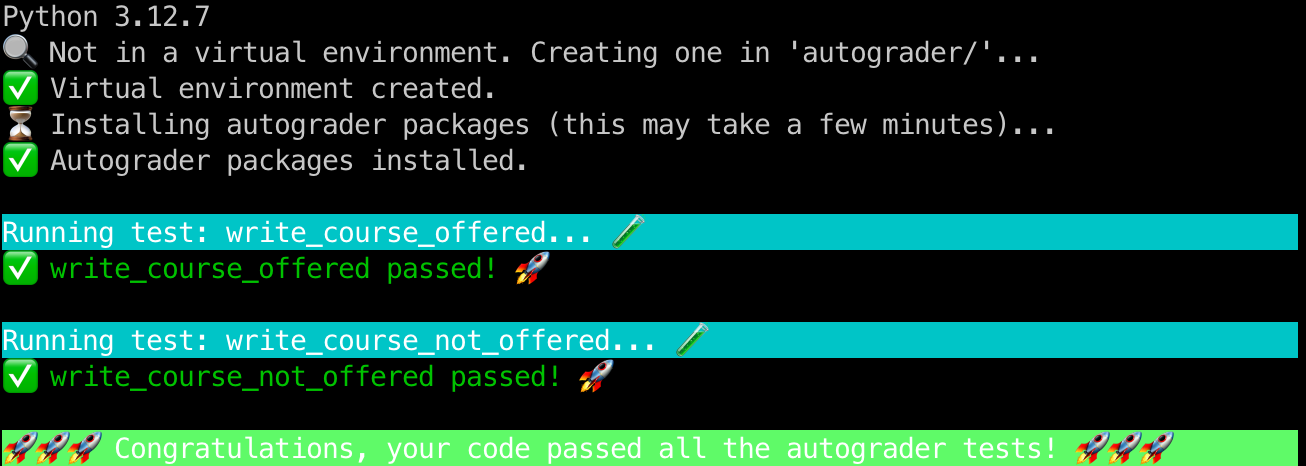 Python 3.12.7
🔍 Not in a virtual environment. Creating one in 'autograder/'...
✅ Virtual environment created.
⏳ Installing autograder packages (this may take a few minutes)...
✅ Autograder packages installed.
Running test: write_course_offered... 🧪
✅ write_course_offered passed! 🚀
Running test: write_course_not_offered... 🧪
✅ write_course_not_offered passed! 🚀
🚀🚀🚀 Congratulations, your code passed all the autograder tests! 🚀🚀🚀